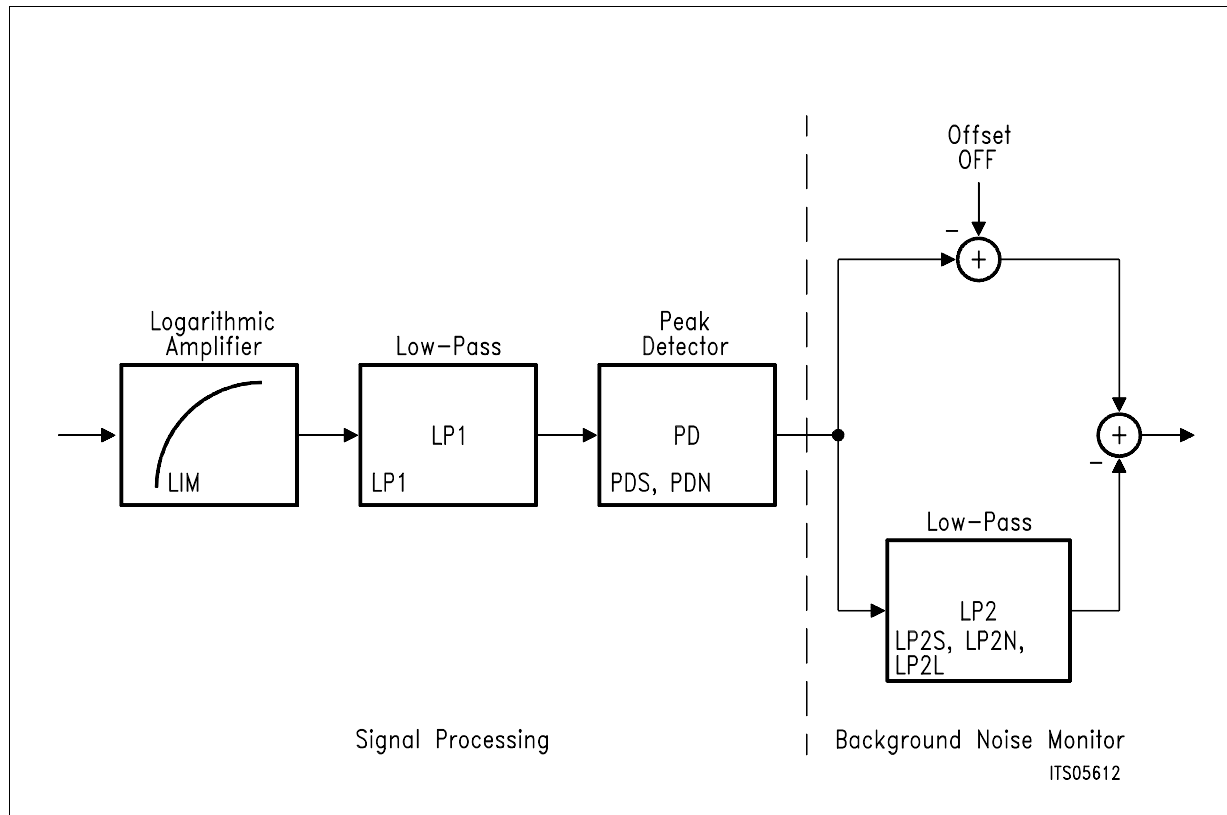 Offset
OFF
−
+
Logarithmic
Amplifier
LIM
Low-Pass
LP1
LP1
Peak
Detector
PD
PDS, PDN
+
−
Low-Pass
LP2
LP2S, LP2N,
LP2L
Signal Processing
Background Noise Monitor
ITS05612